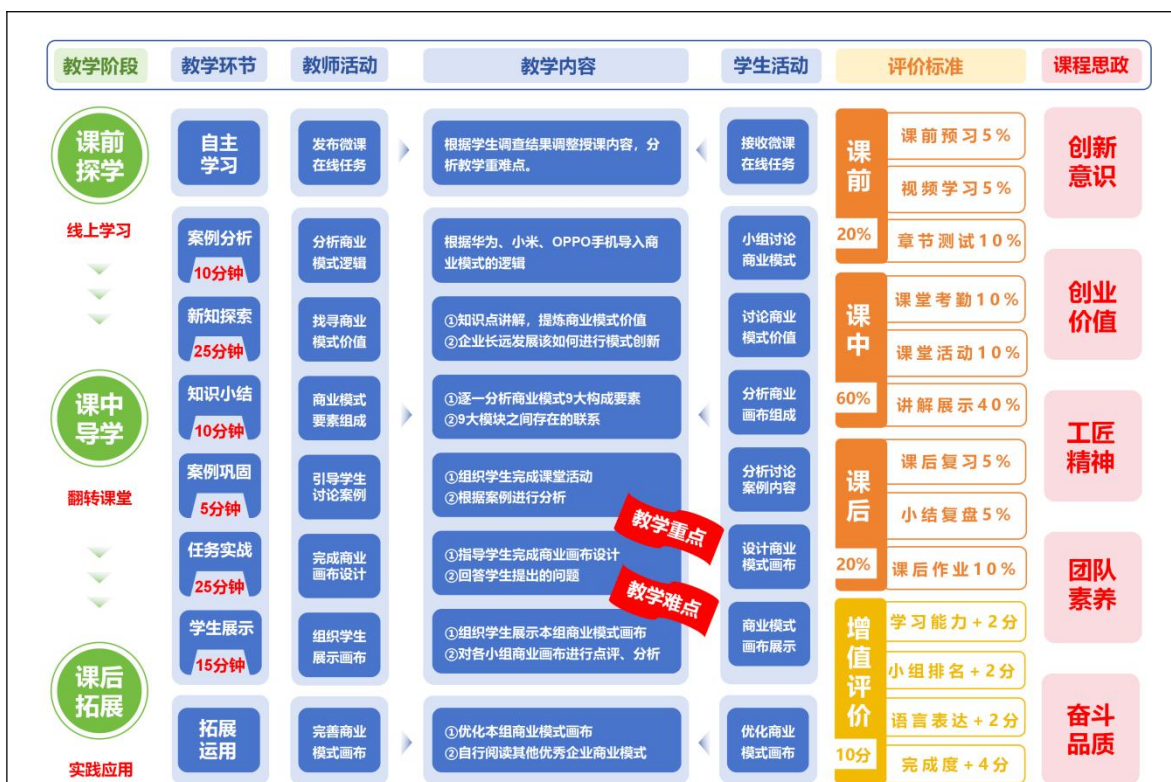 教学阶段
教学环节
教师活动
教学内容
学生活动
评价标准
课程思政
课前
探学
线上学习
课中
导学
翻转课堂
课后
拓展
实践应用
自主
学习
发布微课
在线任务
根据学生调查结果调整授课内容，分
析教学重难点。
接收微课
在线任务
案例分析
10分钟
分析商业
模式逻辑
根据华为、小米、OPPO手机导入商
业模式的逻辑
小组讨论
商业模式
新知探索
25分钟
找寻商业
模式价值
①知识点讲解，提炼商业模式价值
②企业长远发展该如何进行模式创新
讨论商业
模式价值
知识小结
10分钟
商业模式
要素组成
①逐一分析商业模式9大构成要素
②9大模块之间存在的联系
分析商业
画布组成
案例巩固
5分钟
引导学生
讨论案例
①组织学生完成课堂活动
②根据案例进行分析
分析讨论
案例内容
教学重点
任务实战
25分钟
完成商业
画布设计
①指导学生完成商业画布设计
②回答学生提出的问题
设计商业
模式画布
教学难点
学生展示
15分钟
组织学生
展示画布
①组织学生展示本组商业模式画布
②对各小组商业画布进行点评、分析
商业模式
画布展示
拓展
运用
完善商业
模式画布
①优化本组商业模式画布
②自行阅读其他优秀企业商业模式
优化商业
模式画布
课前
20%
课前预习5%
视频学习5%
章节测试10%
课中
60%
课堂考勤10%
课堂活动10%
讲解展示40%
课后
20%
课后复习5%
小结复盘5%
课后作业10%
增值评价
10分
学习能力+2分
小组排名+2分
语言表达+2分
完成度+4分
创新
意识
创业
价值
工匠
精神
团队
素养
奋斗
品质